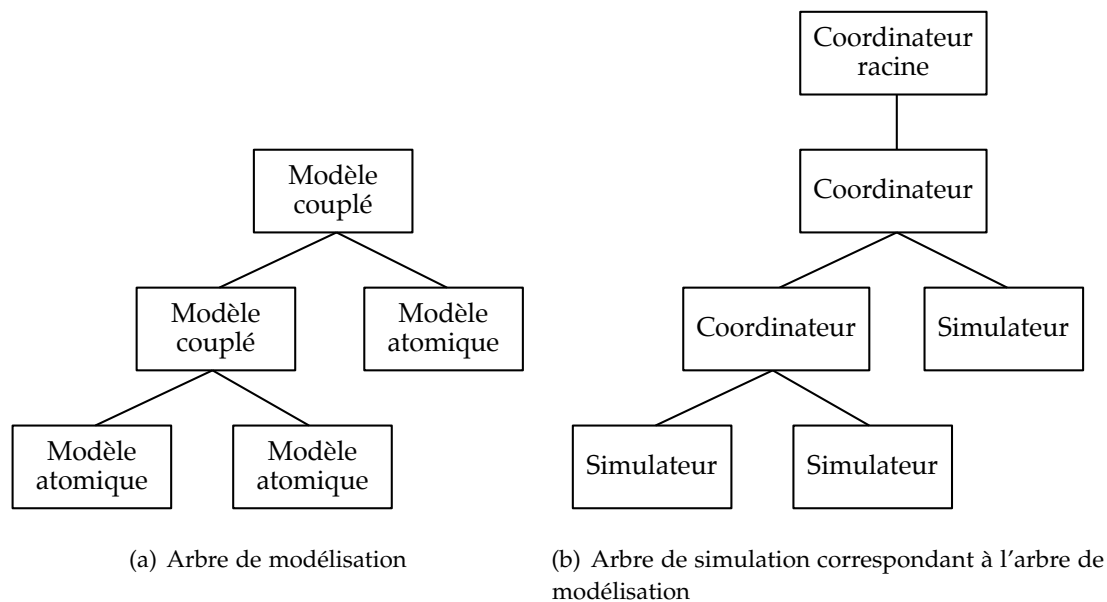 Coordinateur
racine
Modèle
couplé
Coordinateur
Modèle
couplé
Modèle
atomique
Coordinateur
Simulateur
Modèle
atomique
Modèle
atomique
Simulateur
Simulateur
(a) Arbre de modélisation
(b) Arbre de simulation correspondant à l'arbre de
modélisation